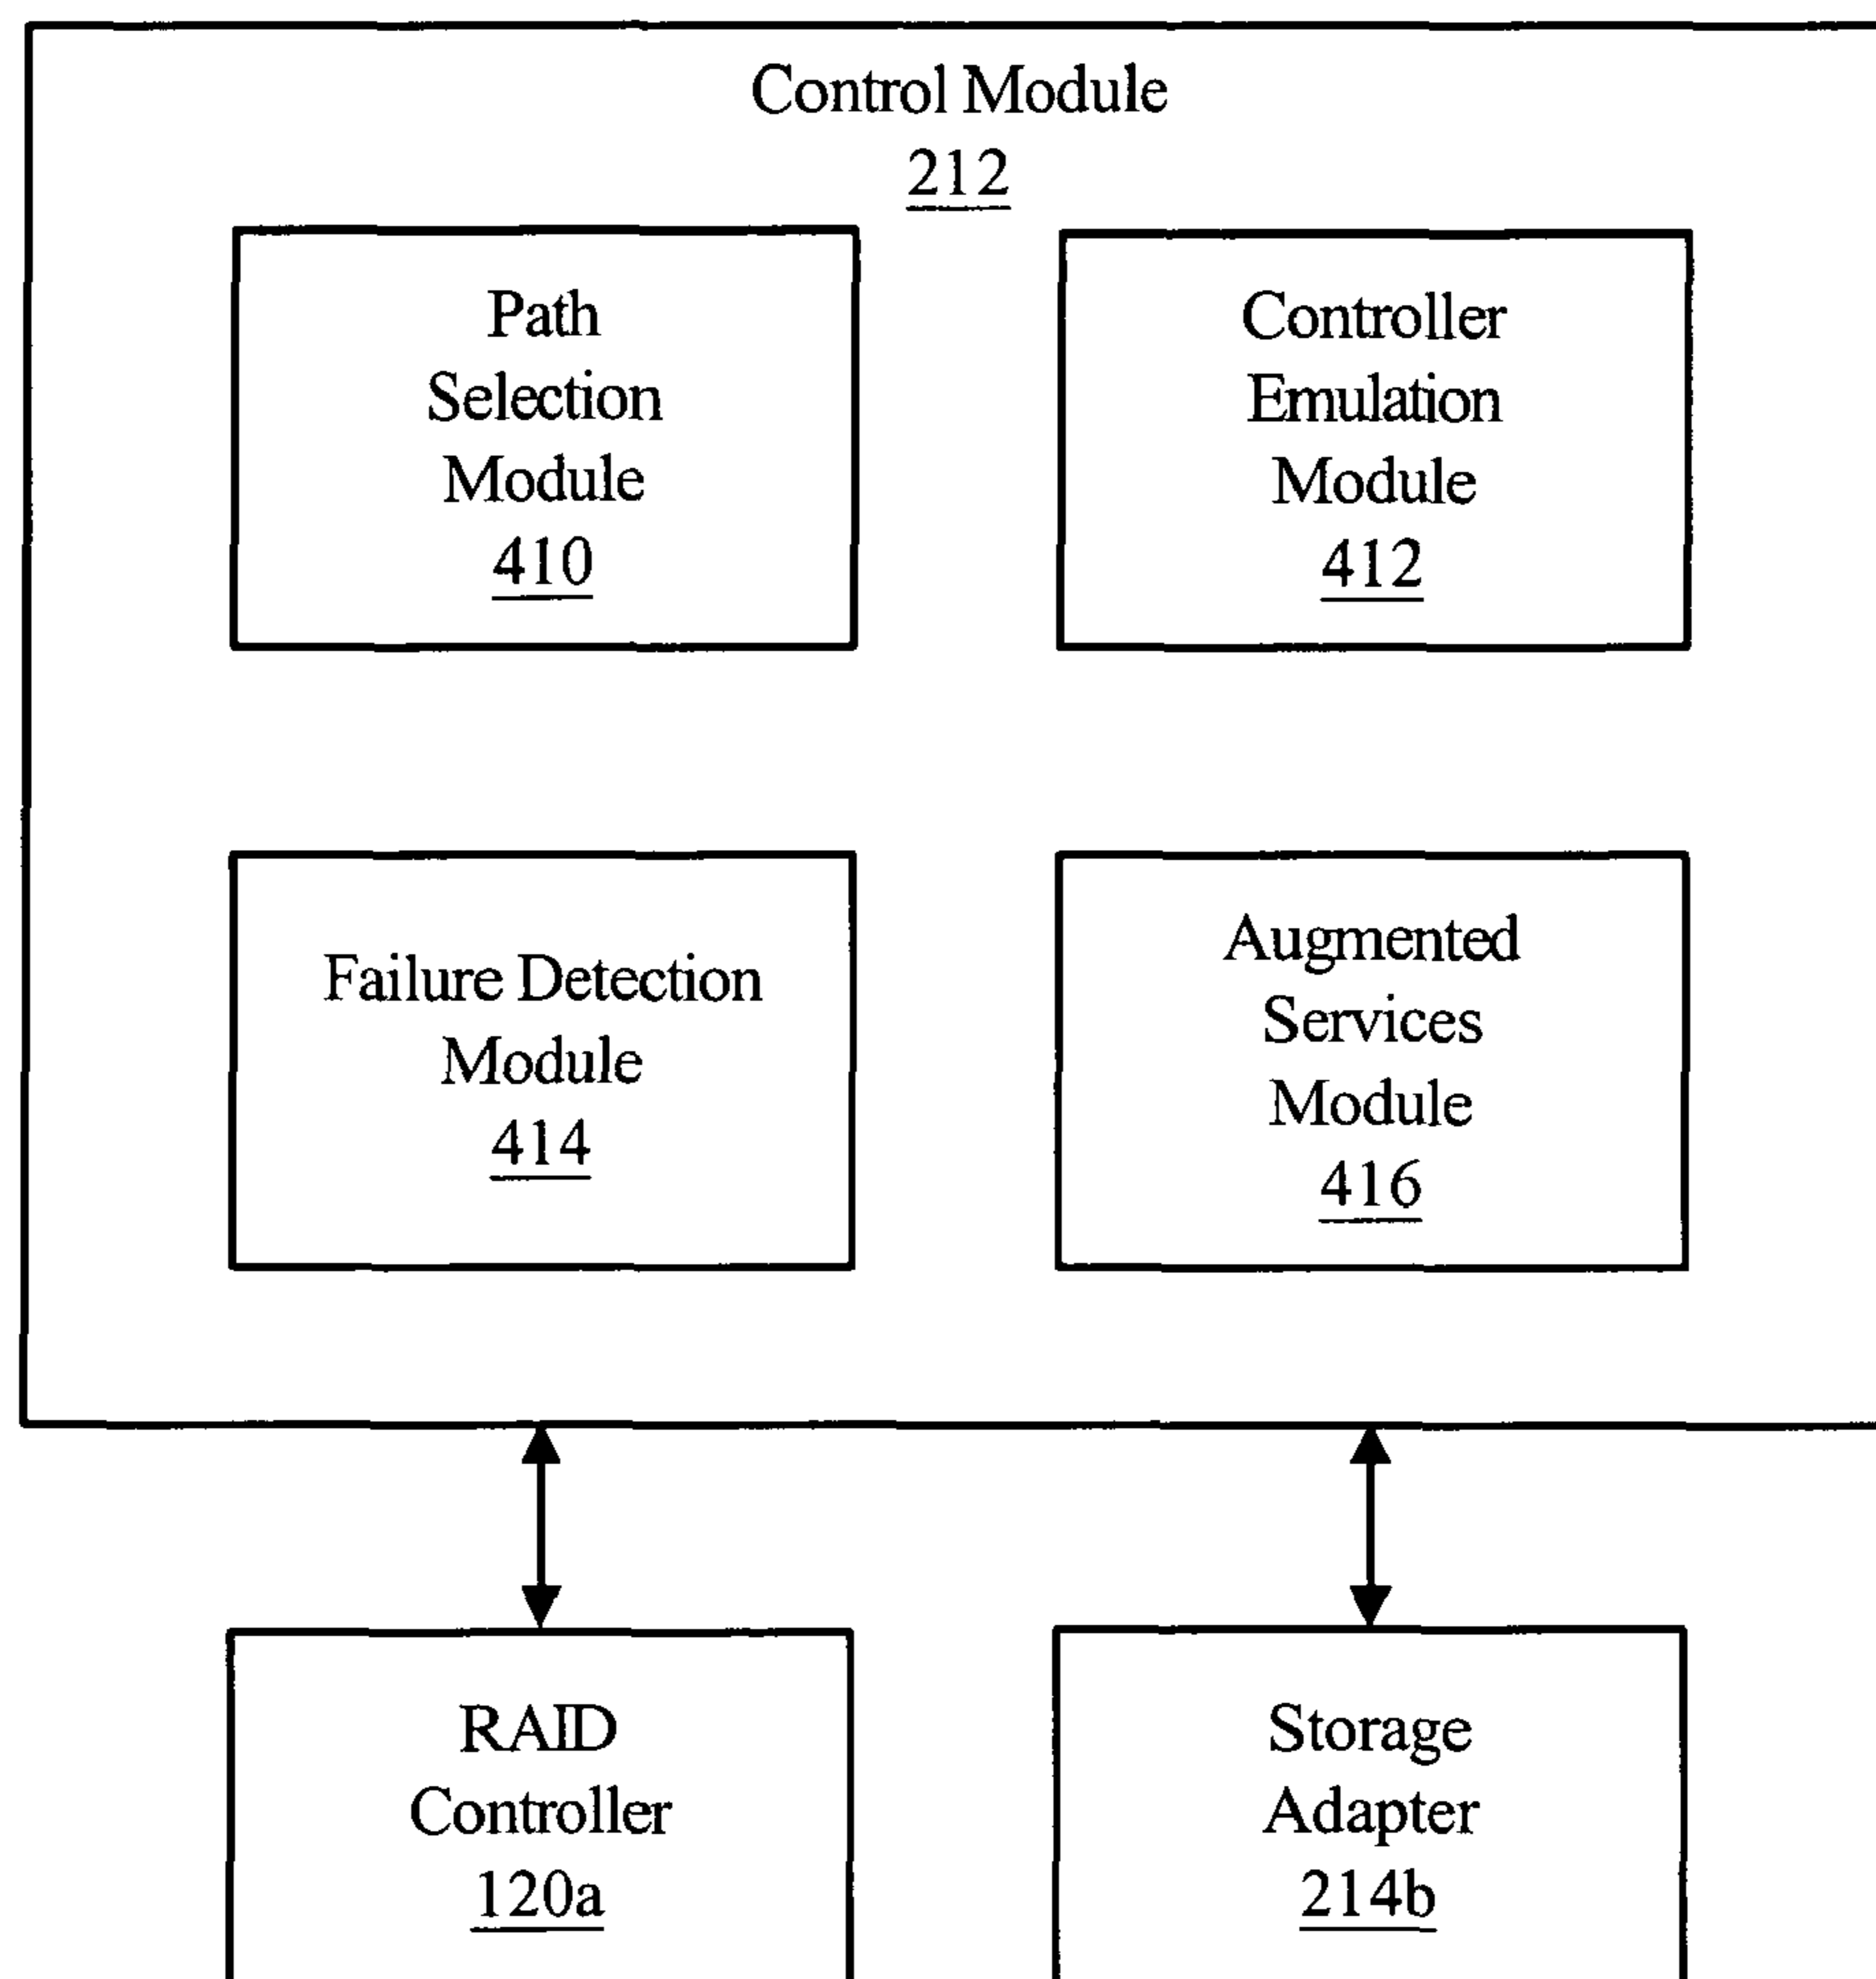 Control Module
212
Path
Selection
Module
410
Controller
Emulation
Module
412
Failure Detection
Module
414
Augmented
Services
Module
416
RAID
Controller
120a
Storage
Adapter
214b